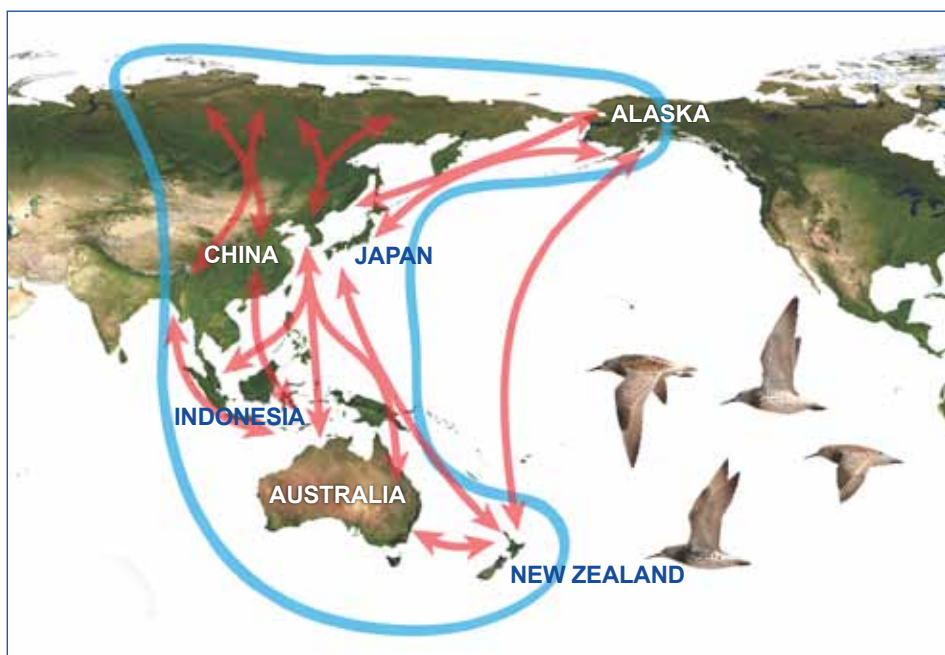 ALASKA
CHINA
JAPAN
INDONESIA
AUSTRALIA
NEW ZEALAND